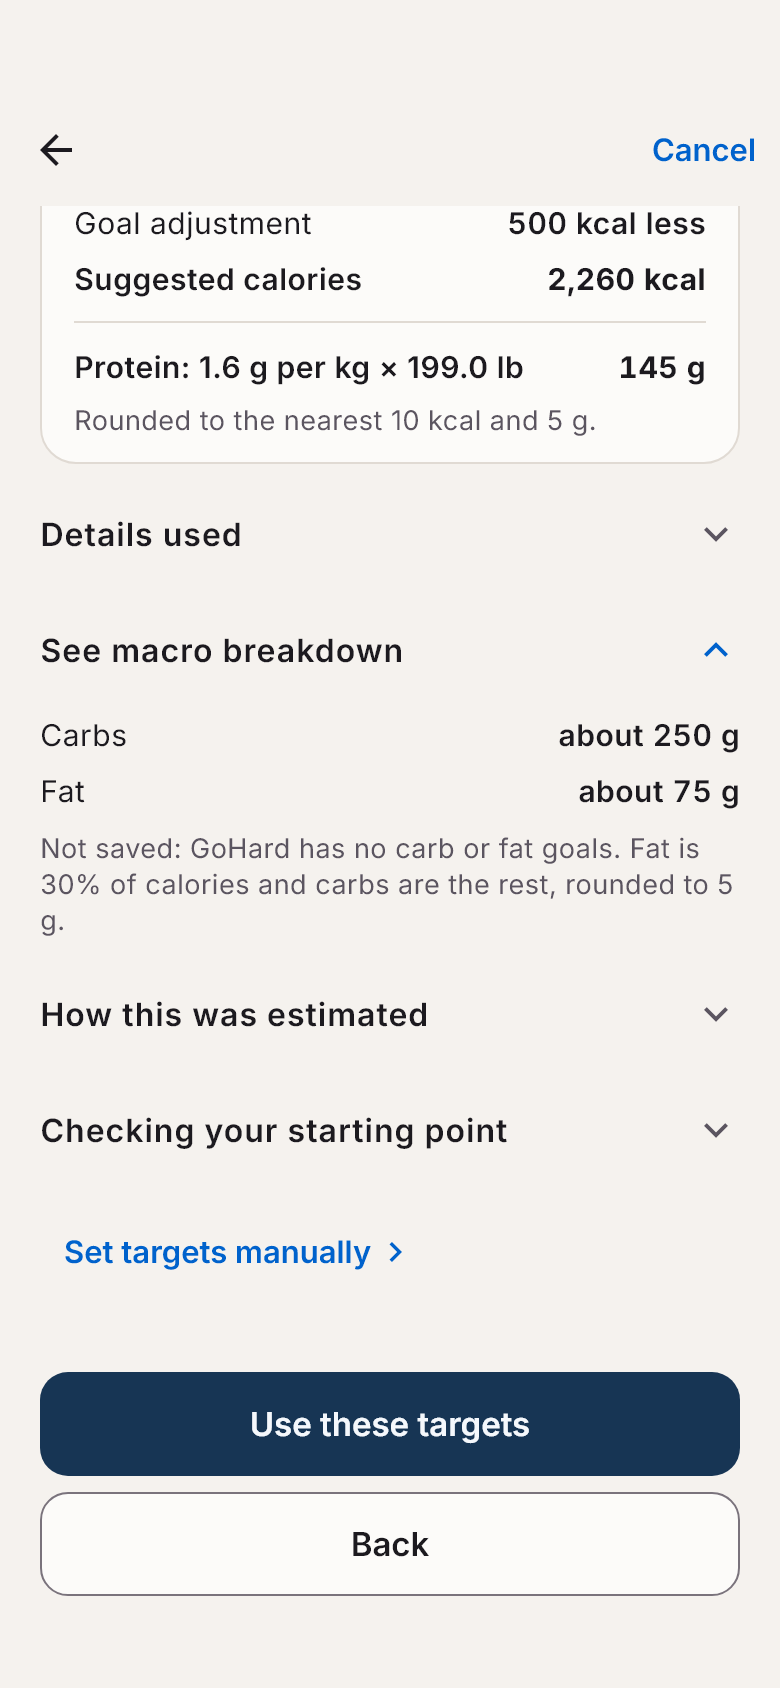 Cancel
Goal adjustment 500 kcal less
Suggested calories 2,260 kcal
Protein: 1.6 g per kg × 199.0 lb 145 g
Rounded to the nearest 10 kcal and 5 g.
Details used
See macro breakdown
Carbs about 250 g
Fat about 75 g
Not saved: GoHard has no carb or fat goals. Fat is
30% of calories and carbs are the rest, rounded to 5
g.
How this was estimated
Checking your starting point
Set targets manually
Use these targets
Back